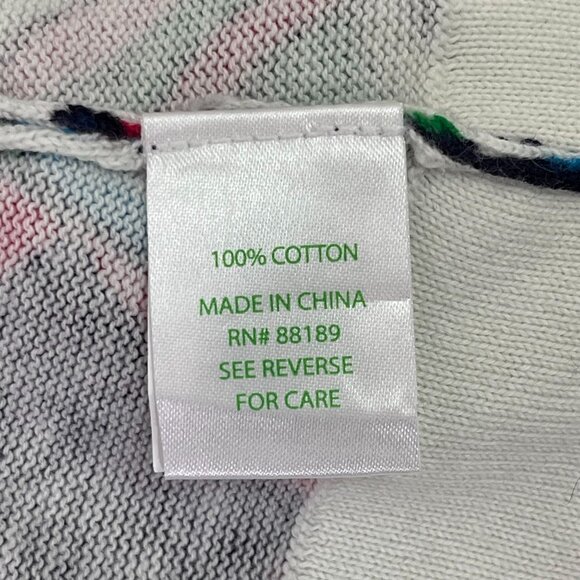 100% COTTON
MADE IN CHINA
RN# 88189
SEE REVERSE
FOR CARE